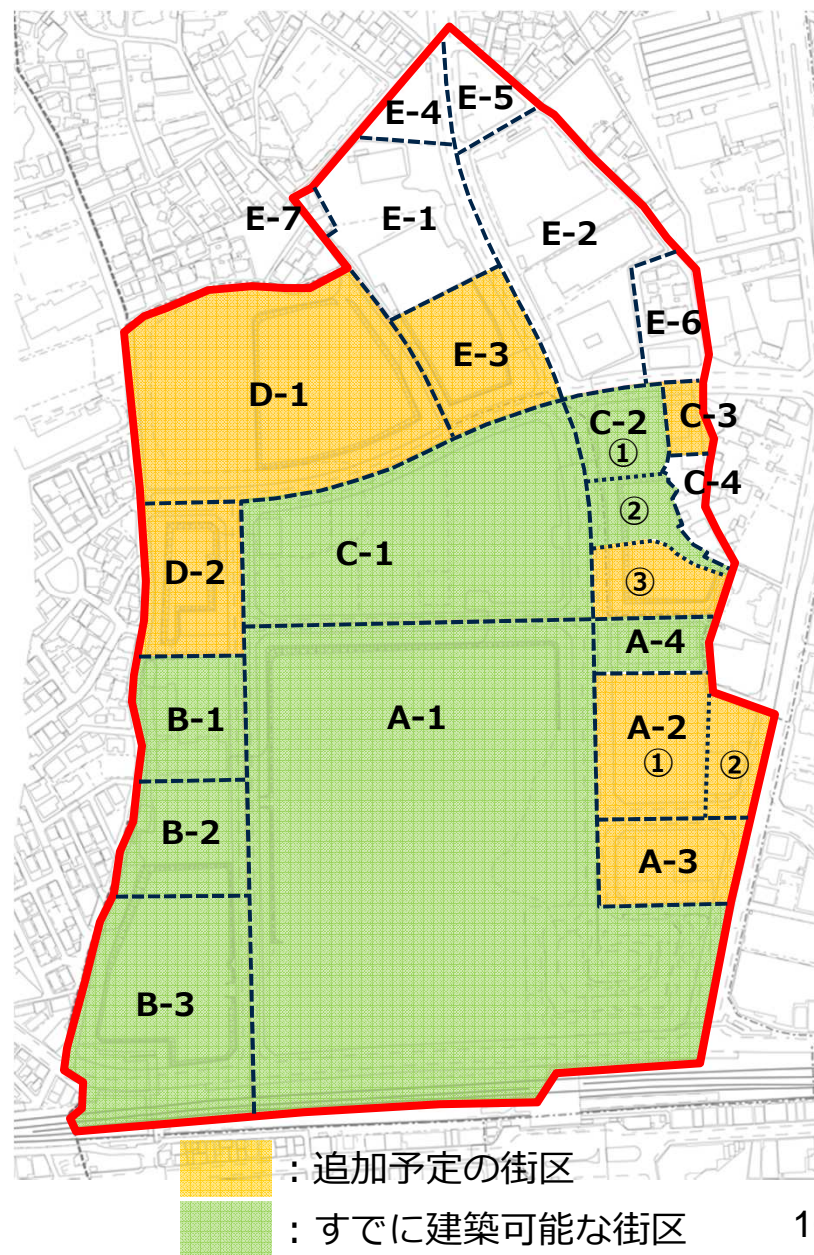 E-4
E-5
E-7
E-1
E-2
E-6
E-3
D-1
C-2
①
C-3
C-4
②
C-1
D-2
③
A-4
B-1
A-1
A-2
①
②
B-2
A-3
B-3
：追加予定の街区
：すでに建築可能な街区
1